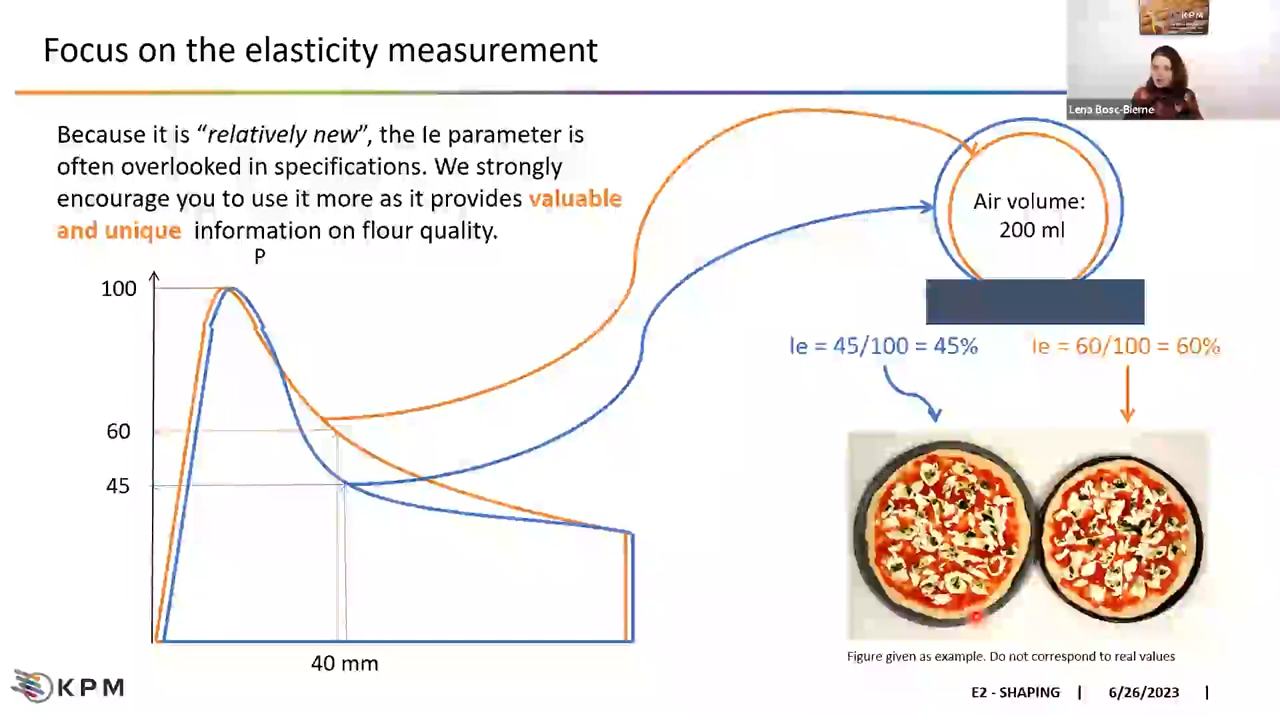 Focus on the elasticity measurement
KPM
Lena Bosc-Bierne
Because it is “relatively new”, the Ie parameter is
often overlooked in specifications. We strongly
encourage you to use it more as it provides valuable
and unique information on flour quality.
P
100
60
45
40 mm
Air volume:
200 ml
Ie = 45/100 = 45%
Ie = 60/100 = 60%
Figure given as example. Do not correspond to real values
KPM
E2 - SHAPING | 6/26/2023 |